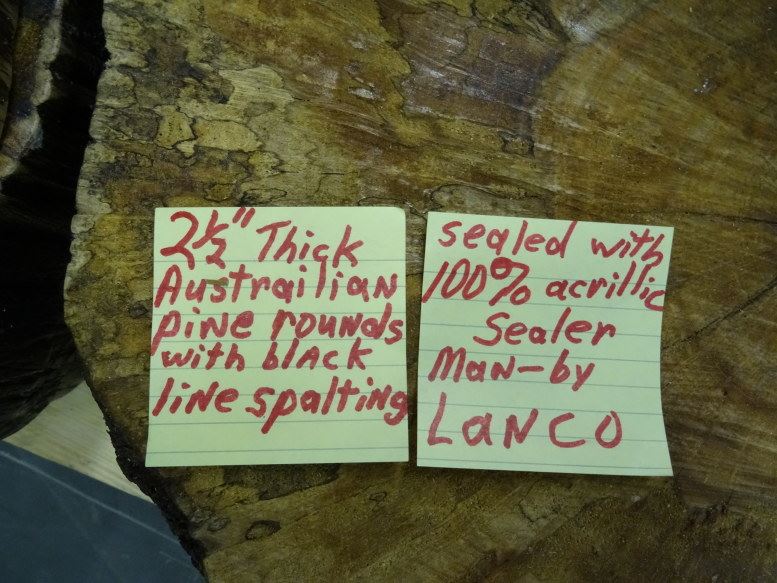 2½" Thick
Austrailian
pine rounds
with black
line spalting
sealed with
100% acrillic
Sealer
Man-by
LANCO